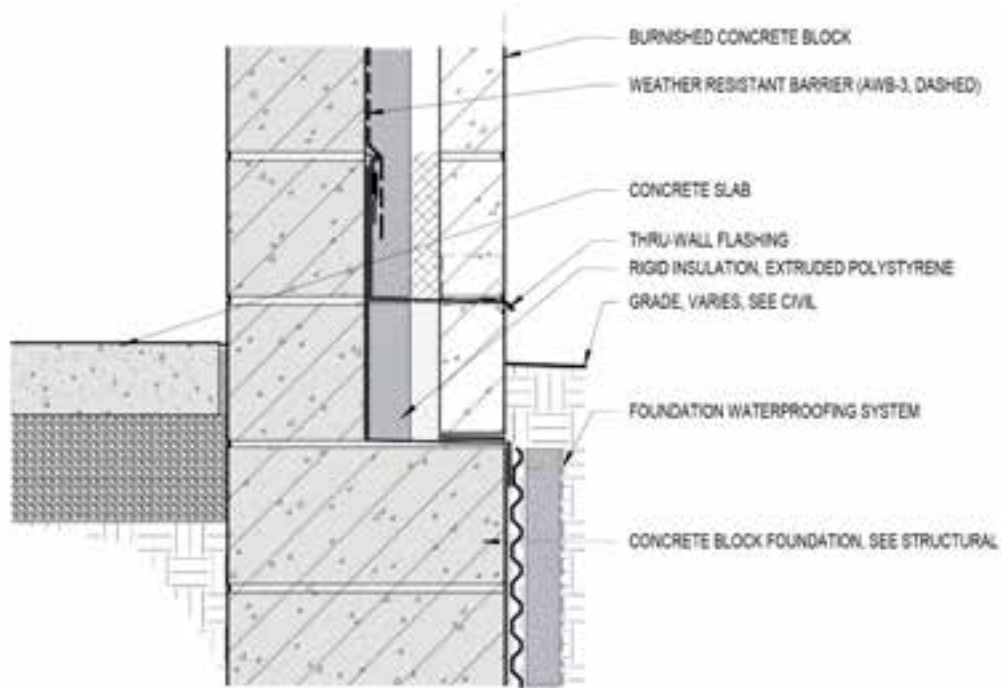 BURNISHED CONCRETE BLOCK
WEATHER RESISTANT BARRIER (AWB-3, DASHED)
CONCRETE SLAB
THRU-WALL FLASHING
RIGID INSULATION, EXTRUDED POLYSTYRENE
GRADE, VARIES, SEE CIVIL
FOUNDATION WATERPROOFING SYSTEM
CONCRETE BLOCK FOUNDATION, SEE STRUCTURAL